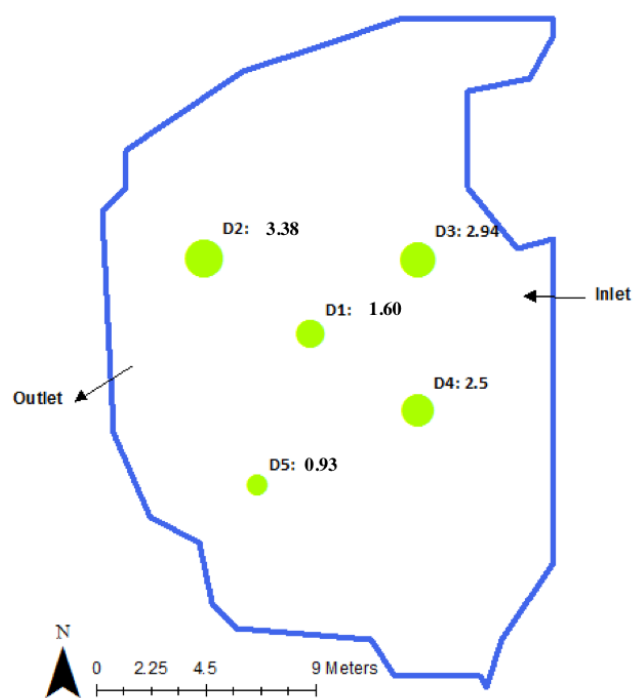 D2: 3.38
D3: 2.94
Inlet
D1: 1.60
D4: 2.5
Outlet
D5: 0.93
N
0 2.25 4.5 9 Meters